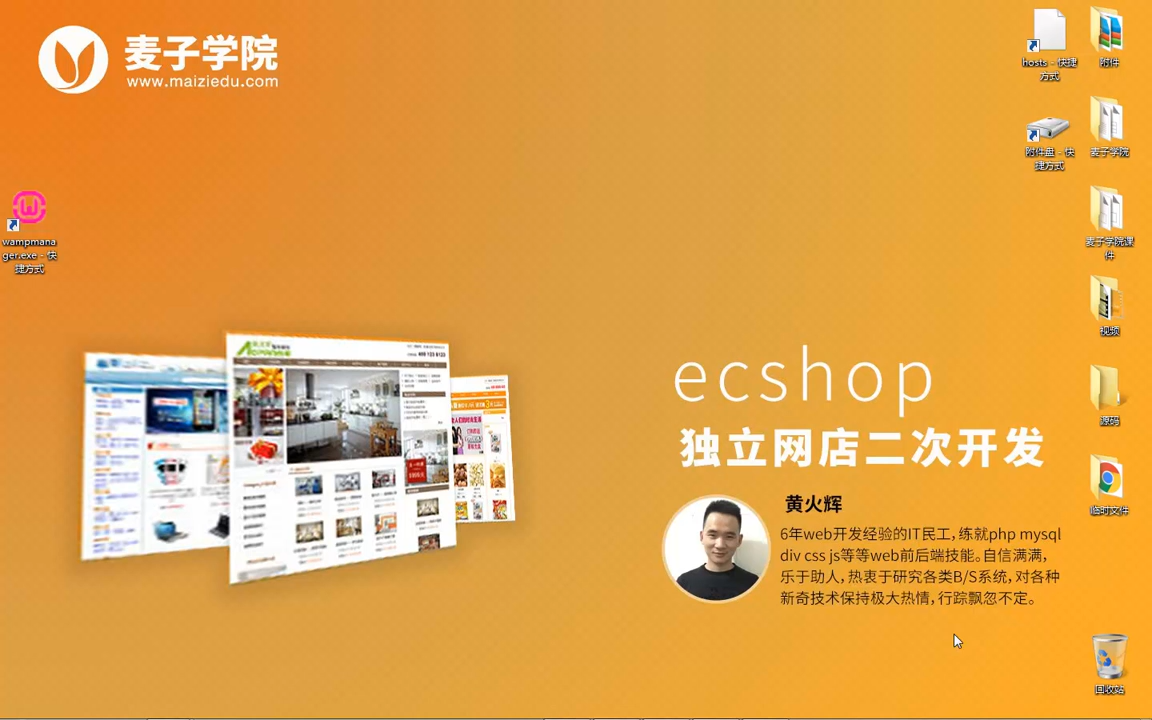 麦子学院
www.maiziedu.com
hosts - 快捷
方式
附件
附件盘 - 快
捷方式
麦子学院
wampmana
ger.exe - 快
捷方式
麦子学院课
件
视频
源码
临时文件
回收站
ecshop
独立网店二次开发
黄火辉
6年web开发经验的IT民工，练就php mysql
div css js等等web前后端技能。自信满满，
乐于助人，热衷于研究各类B/S系统，对各种
新奇技术保持极大热情，行踪飘忽不定。